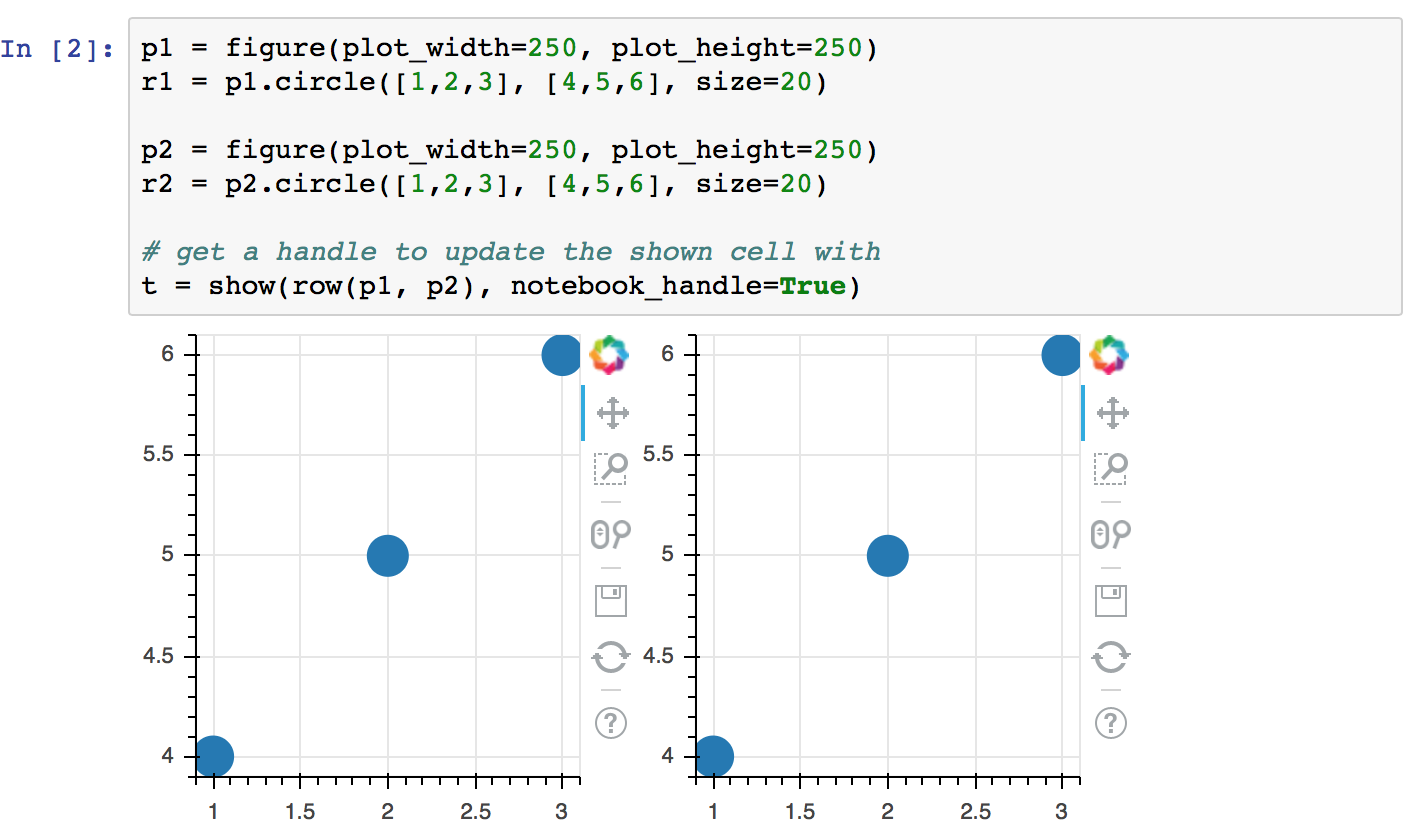 In [2]:
p1 = figure(plot_width=250, plot_height=250)
r1 = p1.circle([1,2,3], [4,5,6], size=20)
p2 = figure(plot_width=250, plot_height=250)
r2 = p2.circle([1,2,3], [4,5,6], size=20)
# get a handle to update the shown cell with
t = show(row(p1, p2), notebook_handle=True)
6
5.5
5
4.5
4
1 1.5 2 2.5 3
?
6
5.5
5
4.5
4
1 1.5 2 2.5 3
?